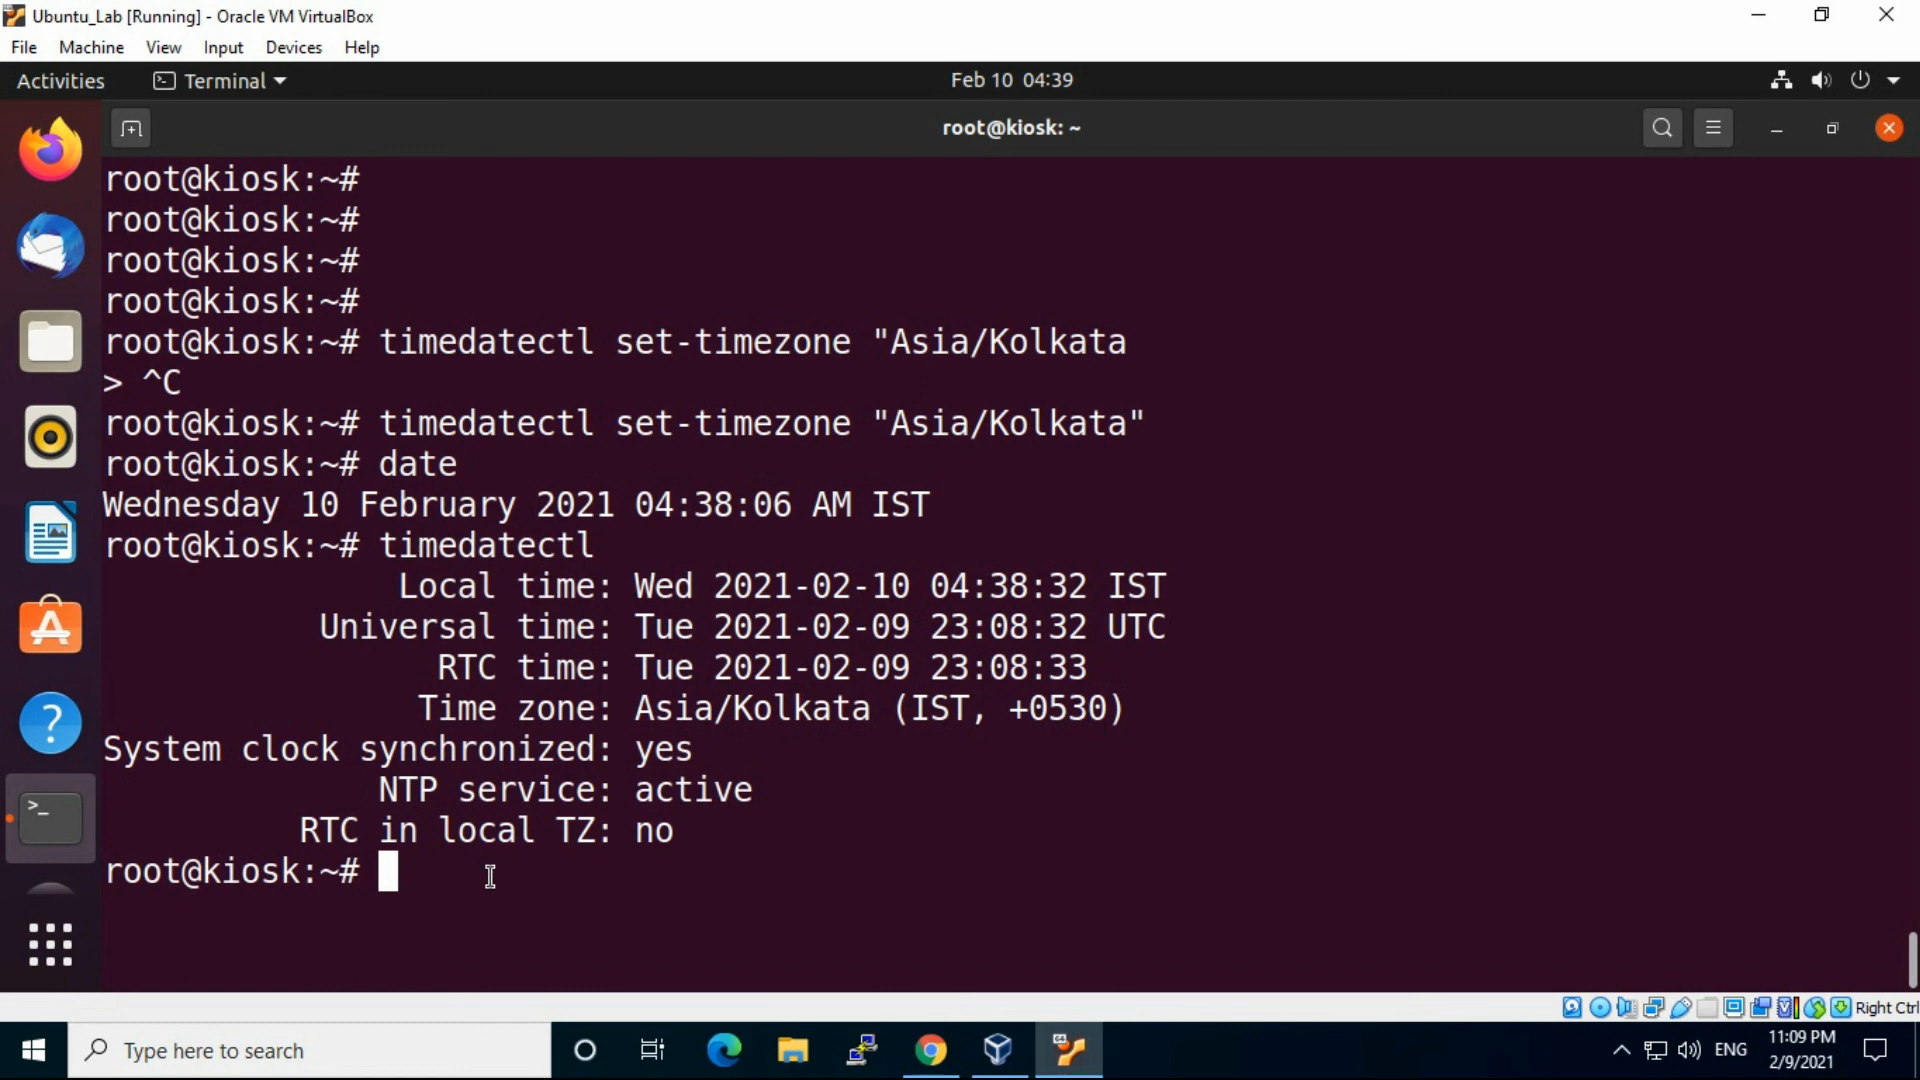 Ubuntu_Lab [Running] - Oracle VM VirtualBox
File Machine View Input Devices Help
Activities Terminal Feb 10 04:39
root@kiosk: ~
root@kiosk:~#
root@kiosk:~#
root@kiosk:~#
root@kiosk:~#
root@kiosk:~# timedatectl set-timezone "Asia/Kolkata
> ^C
root@kiosk:~# timedatectl set-timezone "Asia/Kolkata"
root@kiosk:~# date
Wednesday 10 February 2021 04:38:06 AM IST
root@kiosk:~# timedatectl
Local time: Wed 2021-02-10 04:38:32 IST
Universal time: Tue 2021-02-09 23:08:32 UTC
RTC time: Tue 2021-02-09 23:08:33
Time zone: Asia/Kolkata (IST, +0530)
System clock synchronized: yes
NTP service: active
RTC in local TZ: no
root@kiosk:~#
Right Ctrl
Type here to search
ENG
11:09 PM
2/9/2021